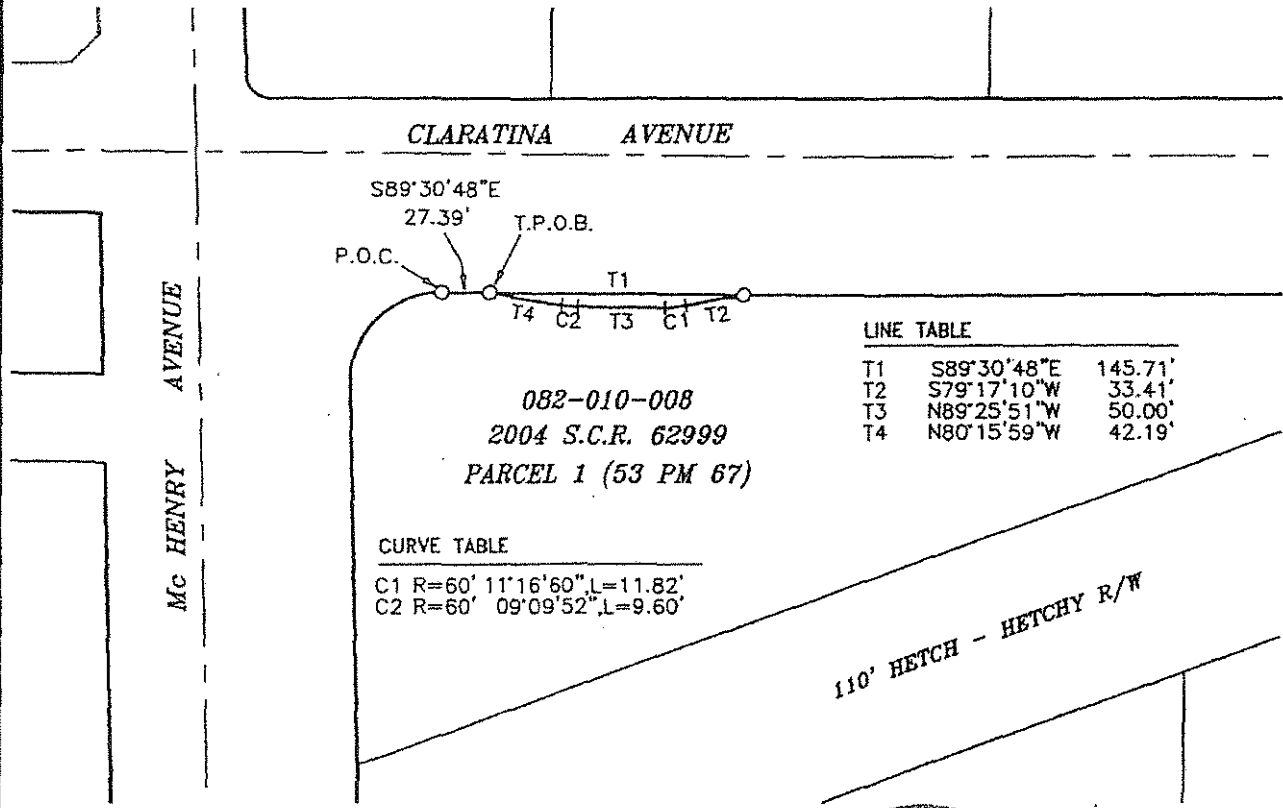 CLARATINA AVENUE
S89°30'48"E
27.39'
T.P.O.B.
P.O.C.
T1
T4 C2 T3 C1 T2
Mc HENRY AVENUE
LINE TABLE
T1 S89°30'48"E 145.71'
T2 S79°17'10"W 33.41'
T3 N89°25'51"W 50.00'
T4 N80°15'59"W 42.19'
082-010-008
2004 S.C.R. 62999
PARCEL 1 (53 PM 67)
CURVE TABLE
C1 R=60' 11°16'60", L=11.82'
C2 R=60' 09°09'52", L=9.60'
110' HETCH - HETCHY R/W